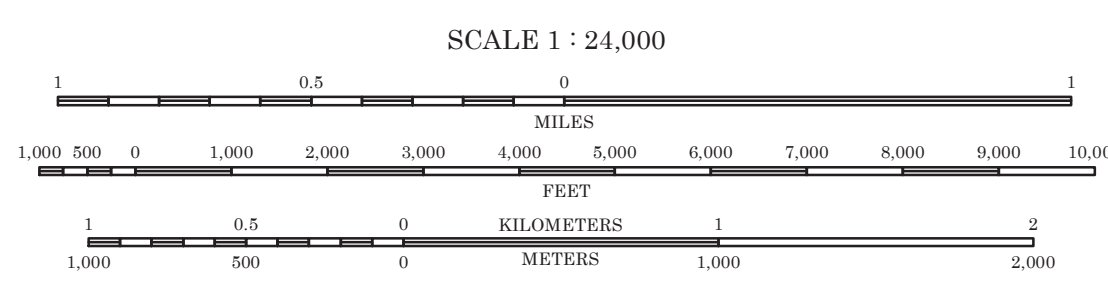 SCALE 1 : 24,000
1 0.5 0 1
MILES
1,000 500 0 1,000 2,000 3,000 4,000 5,000 6,000 7,000 8,000 9,000 10,00
FEET
1 0.5 0 KILOMETERS 1 2
1,000 500 0 METERS 1,000 2,000